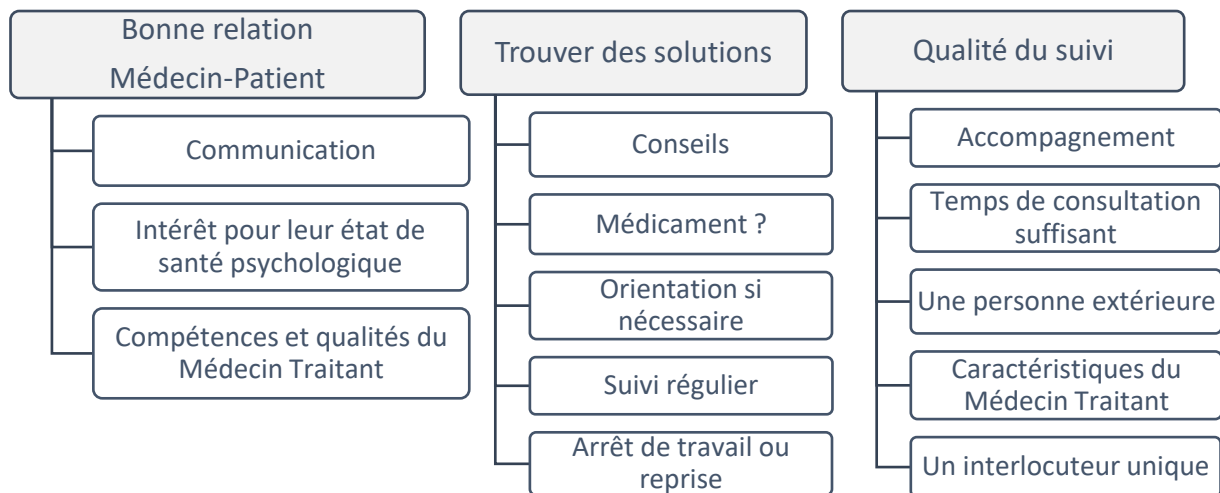 Bonne relation
Médecin-Patient
Communication
Intérêt pour leur état de
santé psychologique
Compétences et qualités du
Médecin Traitant
Trouver des solutions
Conseils
Médicament ?
Orientation si
nécessaire
Suivi régulier
Arrêt de travail ou
reprise
Qualité du suivi
Accompagnement
Temps de consultation
suffisant
Une personne extérieure
Caractéristiques du
Médecin Traitant
Un interlocuteur unique